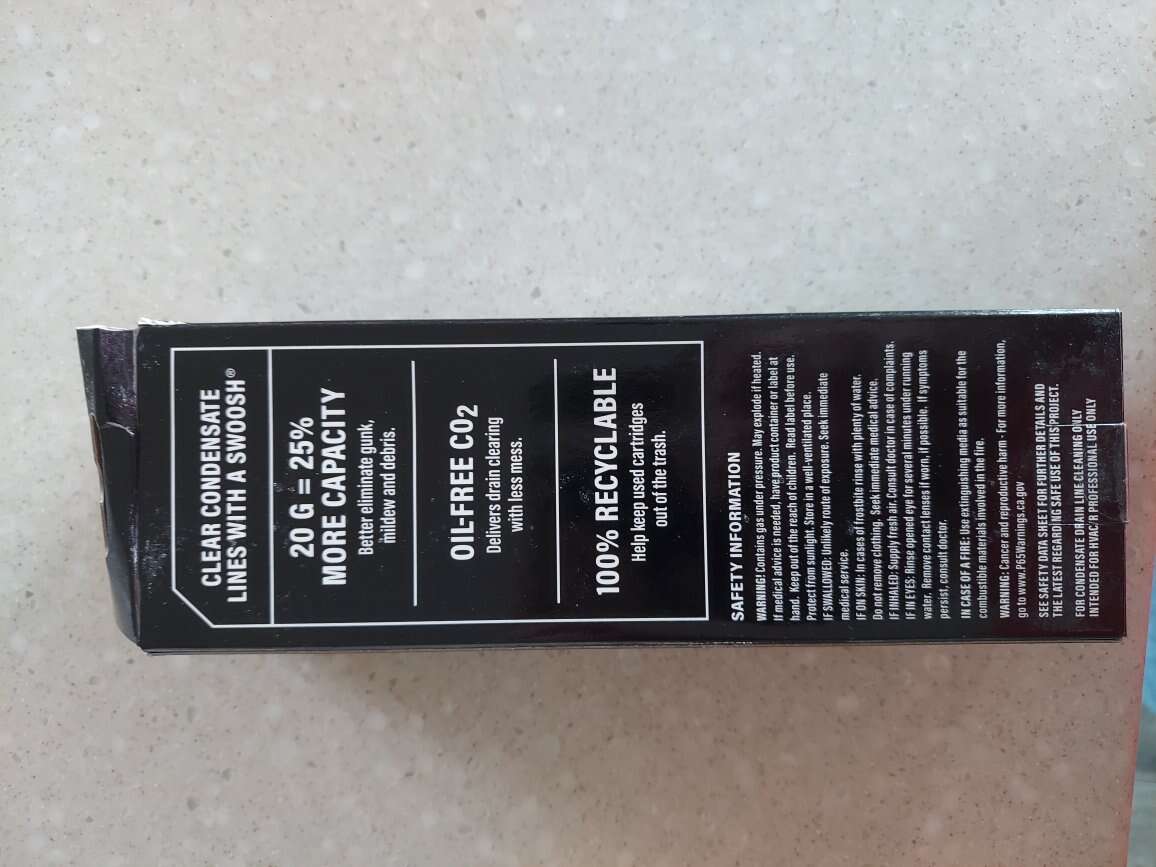 CLEAR CONDENSATE
LINES WITH A SWOOSH®
20 G = 25%
MORE CAPACITY
Better eliminate gunk,
mildew and debris.
OIL-FREE CO2
Delivers drain clearing
with less mess.
100% RECYCLABLE
Help keep used cartridges
out of the trash.
SAFETY INFORMATION
WARNING! Contains gas under pressure. May explode if heated.
If medical advice is needed, have product container or label at
hand. Keep out of the reach of children. Read label before use.
Protect from sunlight. Store in a well-ventilated place.
IF SWALLOWED: Unlikely route of exposure. Seek immediate
medical service.
IF ON SKIN: In cases of frostbite rinse with plenty of water.
Do not remove clothing. Seek immediate medical advice.
IF INHALED: Supply fresh air. Consult doctor in case of complaints.
IF IN EYES: Rinse opened eye for several minutes under running
water. Remove contact lenses if worn, if possible. If symptoms
persist, consult doctor.
IN CASE OF A FIRE: Use extinguishing media as suitable for the
combustible materials involved in the fire.
WARNING: Cancer and reproductive harm - For more information,
go to www.P65Warnings.ca.gov
SEE SAFETY DATA SHEET FOR FURTHER DETAILS AND
THE LATEST REGARDING SAFE USE OF THIS PROJECT.
FOR CONDENSATE DRAIN LINE CLEANING ONLY
INTENDED FOR HVAC/R PROFESSIONAL USE ONLY